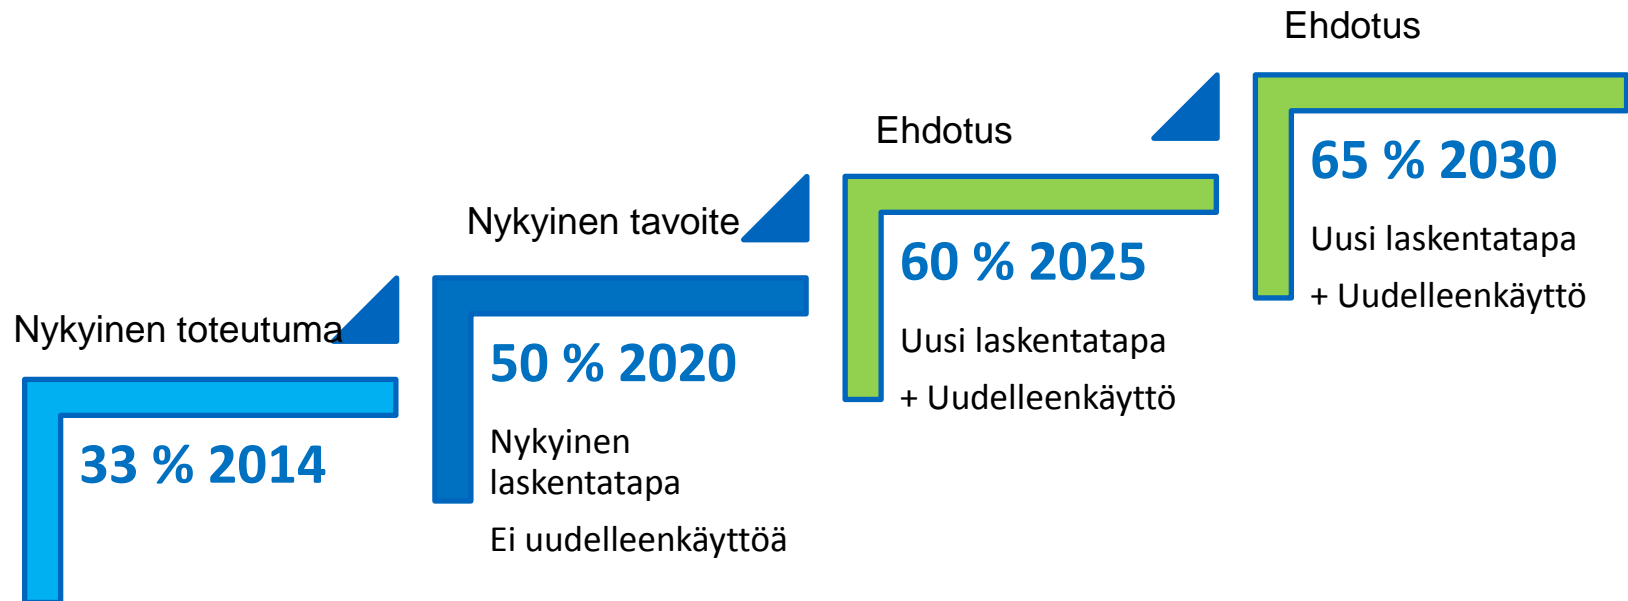 Nykyinen toteutuma
33 % 2014
Nykyinen tavoite
50 % 2020
Nykyinen
laskentatapa
Ei uudelleenkäyttöä
Ehdotus
60 % 2025
Uusi laskentatapa
+ Uudelleenkäyttö
Ehdotus
65 % 2030
Uusi laskentatapa
+ Uudelleenkäyttö